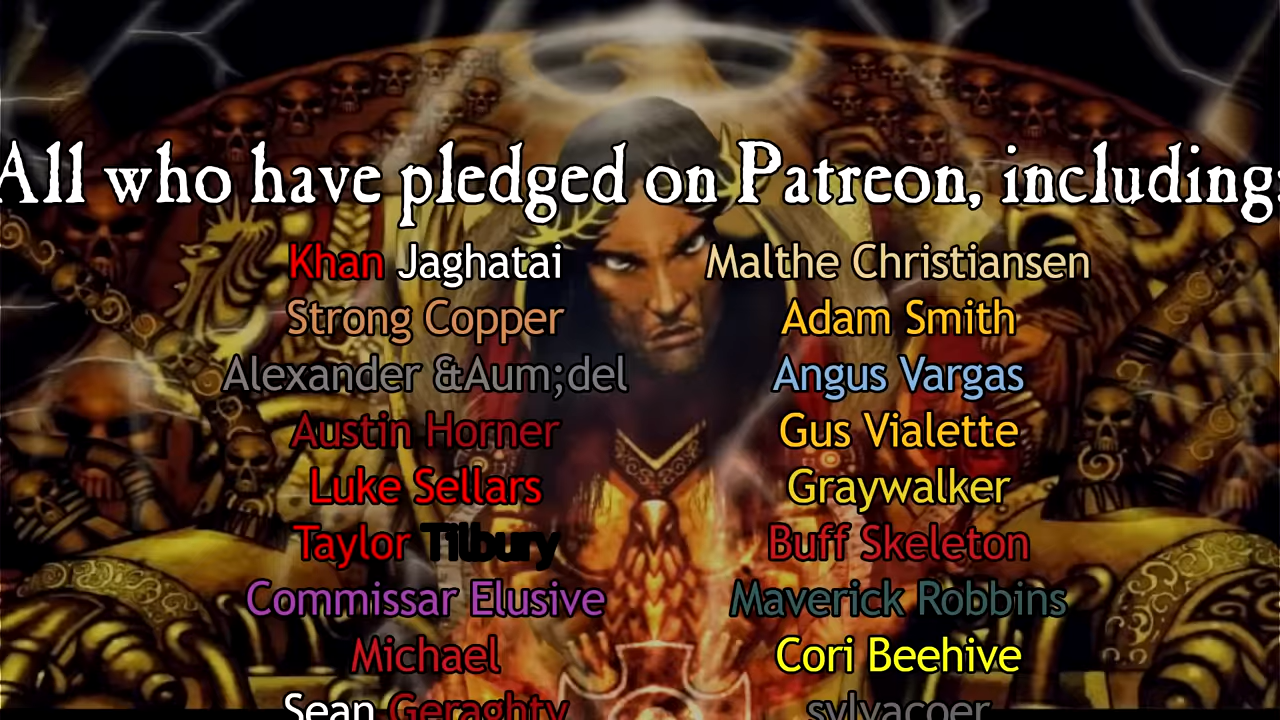 All who have pledged on Patreon, including:
Khan Jaghatai Malthe Christiansen
Strong Copper Adam Smith
Alexander &Aum;del Angus Vargas
Austin Horner Gus Vialette
Luke Sellars Graywalker
Taylor Tilbury Buff Skeleton
Commissar Elusive Maverick Robbins
Michael Cori Beehive
Sean Geraghty sylvacoer